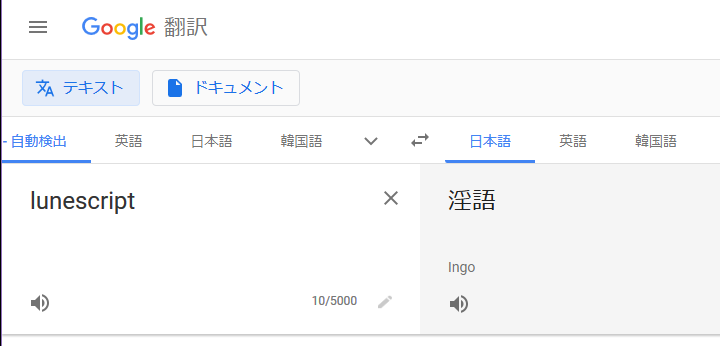 Google 翻訳
テキスト ドキュメント
- 自動検出 英語 日本語 韓国語 日本語 英語 韓国語
lunescript 淫語
Ingo
10/5000